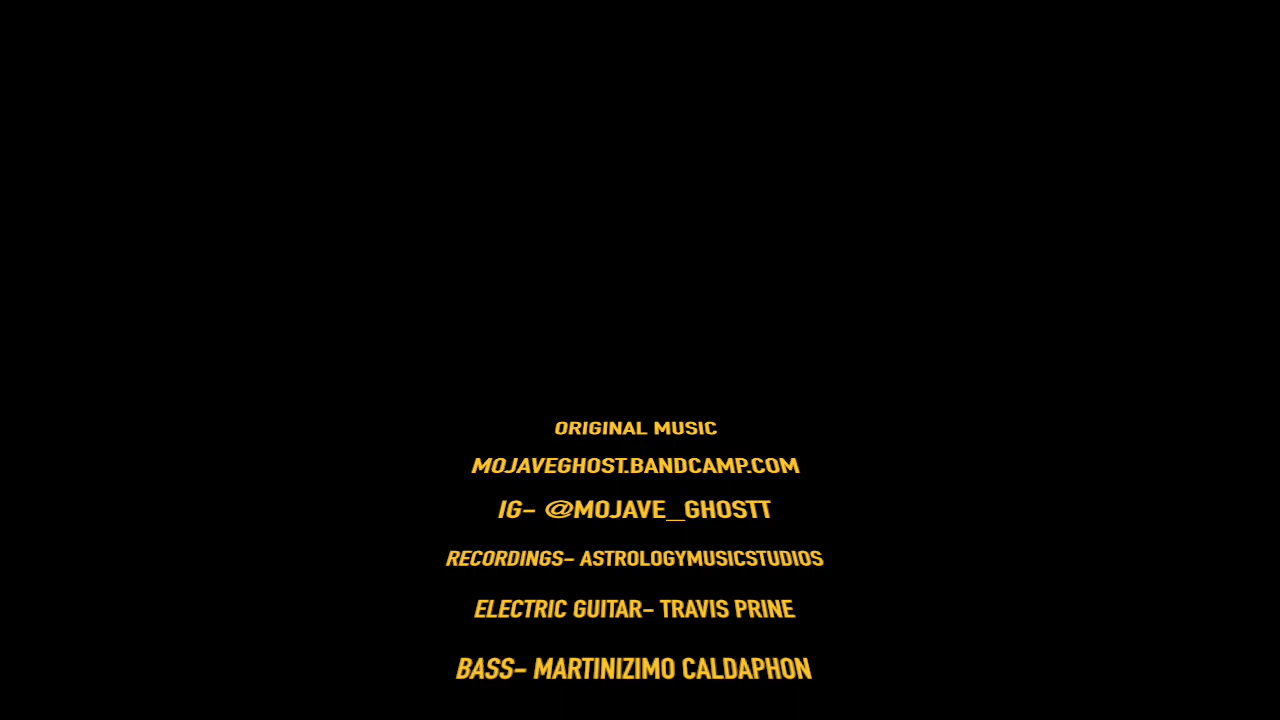 ORIGINAL MUSIC
MOJAVEGHOST.BANDCAMP.COM
IG- @MOJAVE_GHOSTT
RECORDINGS- ASTROLOGYMUSICSTUDIOS
ELECTRIC GUITAR- TRAVIS PRINE
BASS- MARTINIZIMO CALDAPHON